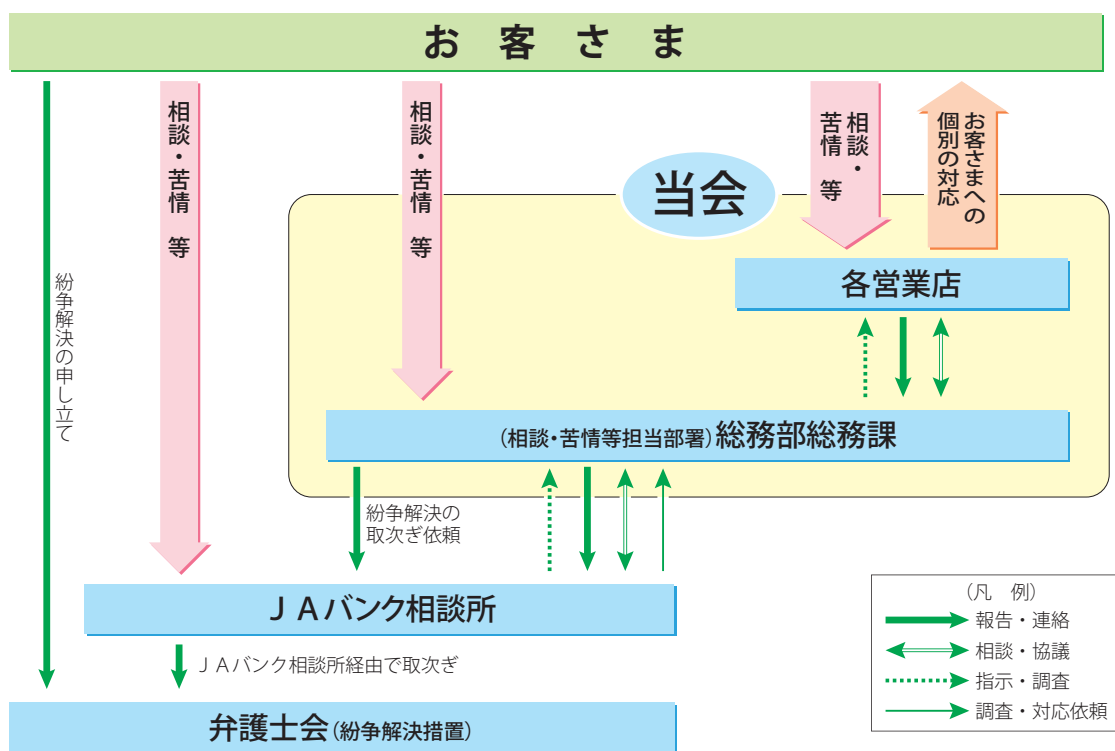 お　客　さ　ま
相談・苦情　等
相談・苦情　等
相談・
苦情　等
お客さまへの
個別の対応
当会
各営業店
紛争解決の申し立て
(相談・苦情等担当部署)総務部総務課
紛争解決の
取次ぎ依頼
ＪＡバンク相談所
ＪＡバンク相談所経由で取次ぎ
弁護士会(紛争解決措置)
(凡　例)
報告・連絡
相談・協議
指示・調査
調査・対応依頼